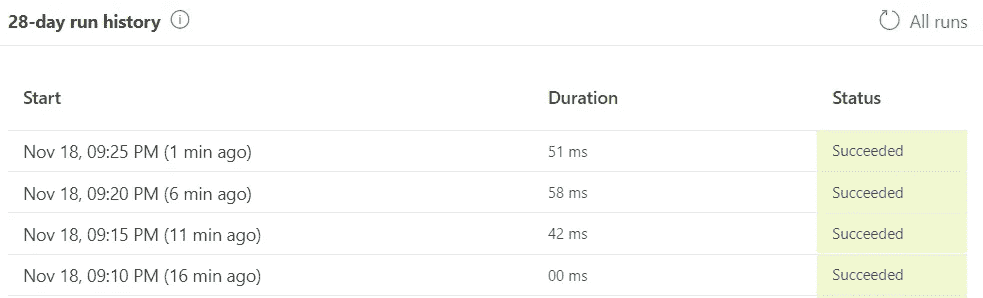 28-day run history All runs
Start Duration Status
Nov 18, 09:25 PM (1 min ago) 51 ms Succeeded
Nov 18, 09:20 PM (6 min ago) 58 ms Succeeded
Nov 18, 09:15 PM (11 min ago) 42 ms Succeeded
Nov 18, 09:10 PM (16 min ago) 00 ms Succeeded